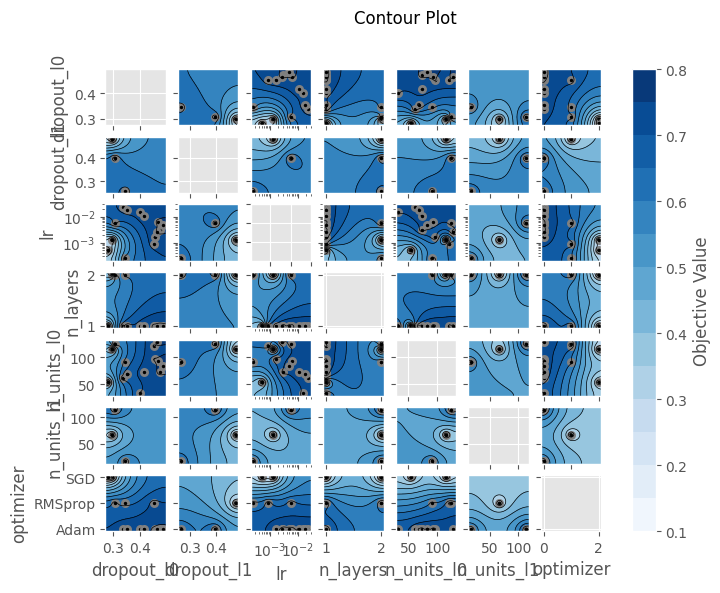 Contour Plot
dropout_l0
0.4
0.3
dropout_l1
0.4
0.3
lr
10⁻²
10⁻³
n_layers
2
1
n_units_l0
100
50
n_units_l1
100
50
optimizer
SGD
RMSprop
Adam
0.3 0.4 0.3 0.4 10⁻³ 10⁻² 1 2 50 100 50 100 0 2
dropout_l0 dropout_l1 lr n_layers n_units_l0 n_units_l1 optimizer
0.8
0.7
0.6
0.5
0.4
0.3
0.2
0.1
Objective Value